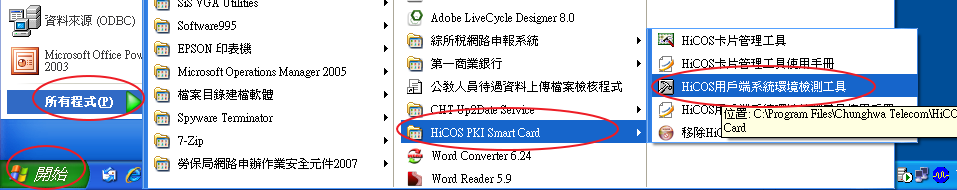 資料來源 (ODBC)
Microsoft Office Pow
2003
所有程式(P)
開始
SiS VGA Utilities
Software995
EPSON 印表機
Microsoft Operations Manager 2005
檔案目錄建檔軟體
Spyware Terminator
7-Zip
勞保局網路申辦作業安全元件2007
Adobe LiveCycle Designer 8.0
綜所稅網路申報系統
第一商業銀行
公教人員待遇資料上傳檔案檢核程式
CHT Up2Date Service
HiCOS PKI Smart Card
Word Converter 6.24
Word Reader 5.9
HiCOS卡片管理工具
HiCOS卡片管理工具使用手冊
HiCOS用戶端系統環境檢測工具
移除HiCO
位置: C:\Program Files\Chunghwa Telecom\HiCO
Card